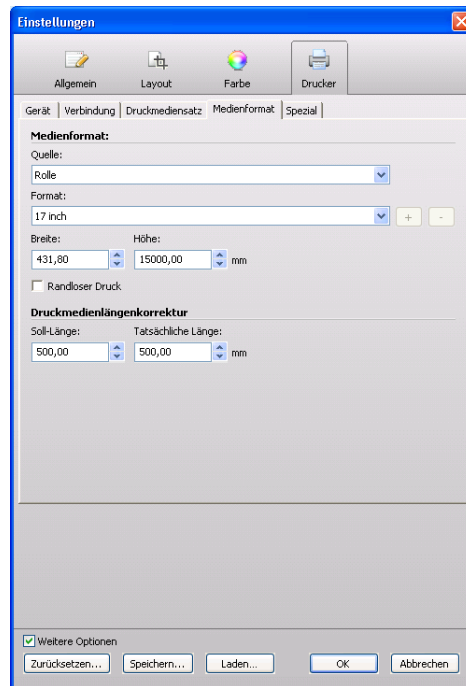 Einstellungen
Allgemein Layout Farbe Drucker
Gerät Verbindung Druckmediensatz Medienformat Spezial
Medienformat:
Quelle:
Rolle
Format:
17 inch
+ -
Breite: Höhe:
431,80 15000,00 mm
Randloser Druck
Druckmedienlängenkorrektur
Soll-Länge: Tatsächliche Länge:
500,00 500,00 mm
Weitere Optionen
Zurücksetzen... Speichern... Laden... OK Abbrechen